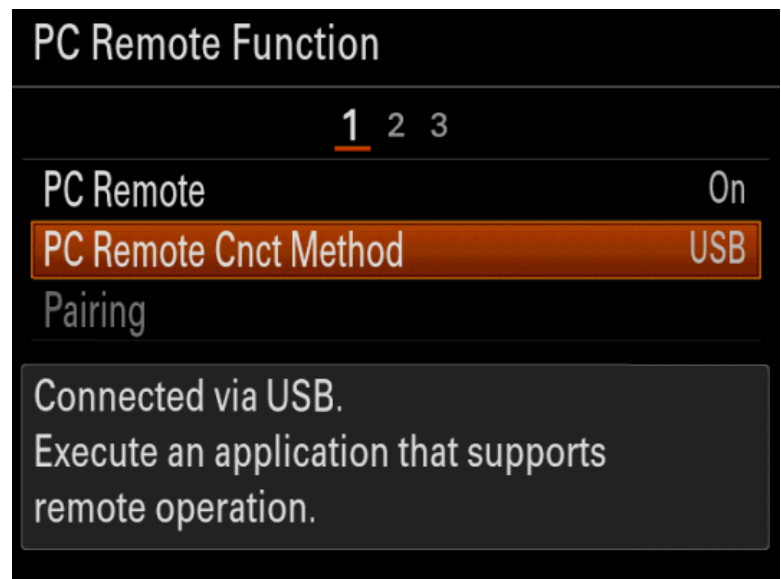 PC Remote Function
1 2 3
PC Remote On
PC Remote Cnct Method USB
Pairing
Connected via USB.
Execute an application that supports
remote operation.